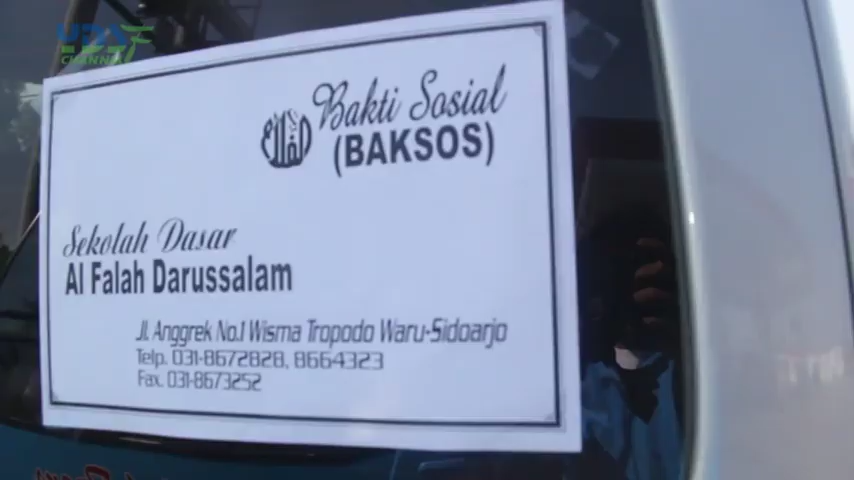 CHANNEL
Bakti Sosial
(BAKSOS)
Sekolah Dasar
Al Falah Darussalam
Jl. Anggrek No.1 Wisma Tropodo Waru-Sidoarjo
Telp. 031-8672828, 8664323
Fax. 031-8673252